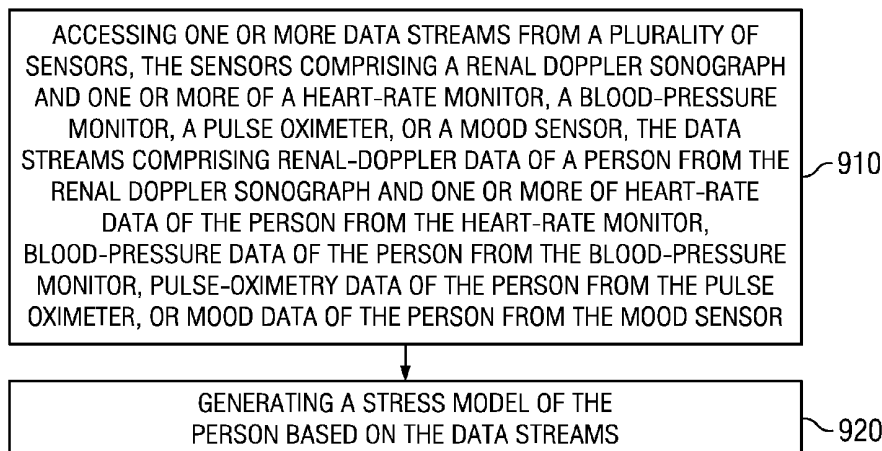 ACCESSING ONE OR MORE DATA STREAMS FROM A PLURALITY OF
SENSORS, THE SENSORS COMPRISING A RENAL DOPPLER SONOGRAPH
AND ONE OR MORE OF A HEART-RATE MONITOR, A BLOOD-PRESSURE
MONITOR, A PULSE OXIMETER, OR A MOOD SENSOR, THE DATA
STREAMS COMPRISING RENAL-DOPPLER DATA OF A PERSON FROM THE
RENAL DOPPLER SONOGRAPH AND ONE OR MORE OF HEART-RATE
DATA OF THE PERSON FROM THE HEART-RATE MONITOR,
BLOOD-PRESSURE DATA OF THE PERSON FROM THE BLOOD-PRESSURE
MONITOR, PULSE-OXIMETRY DATA OF THE PERSON FROM THE PULSE
OXIMETER, OR MOOD DATA OF THE PERSON FROM THE MOOD SENSOR
910
GENERATING A STRESS MODEL OF THE
PERSON BASED ON THE DATA STREAMS
920